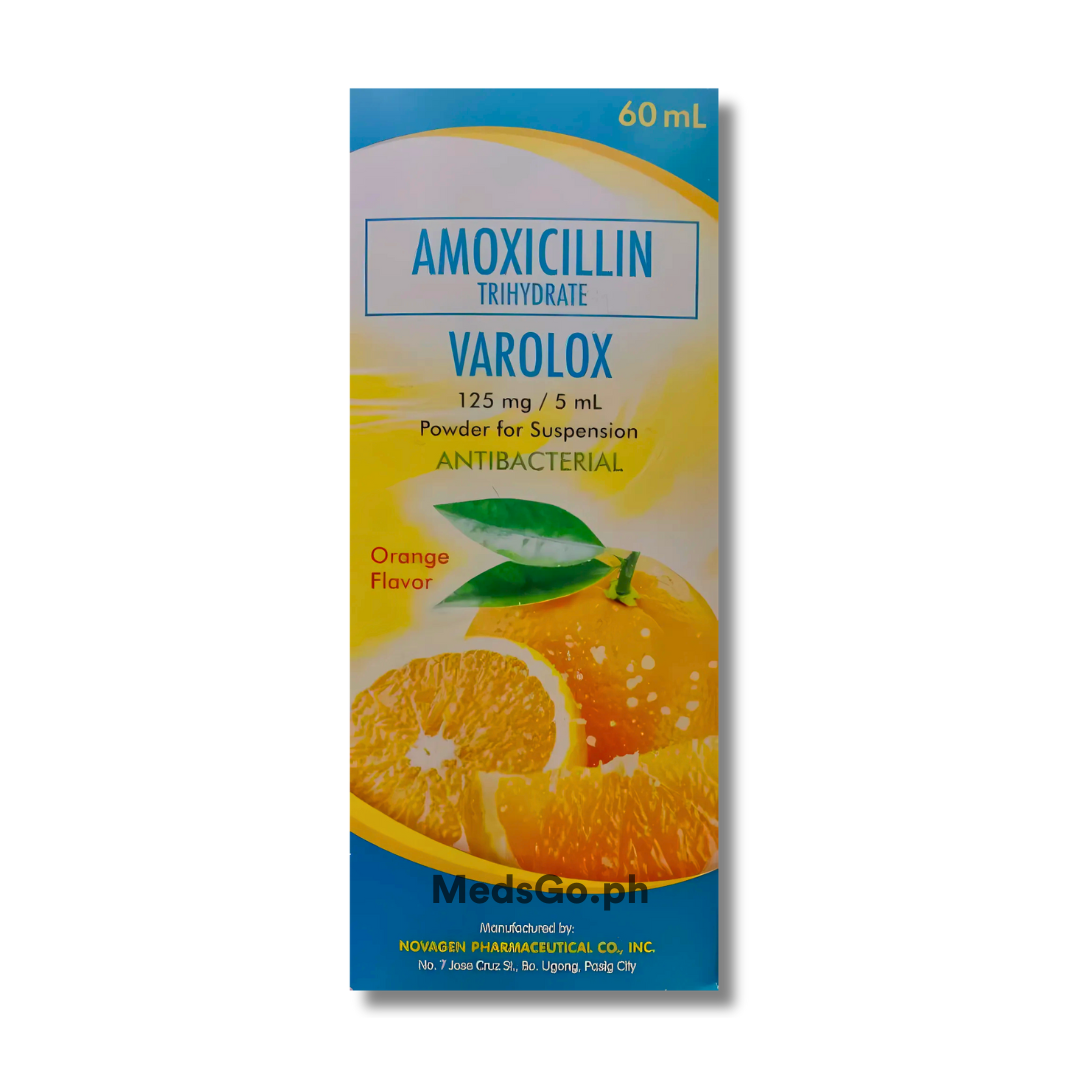 60 mL
AMOXICILLIN
TRIHYDRATE
VAROLOX
125 mg / 5 mL
Powder for Suspension
ANTIBACTERIAL
Orange
Flavor
MedsGo.ph
Manufactured by:
NOVAGEN PHARMACEUTICAL CO., INC.
No. 7 Jose Cruz St., Bo. Ugong, Pasig City